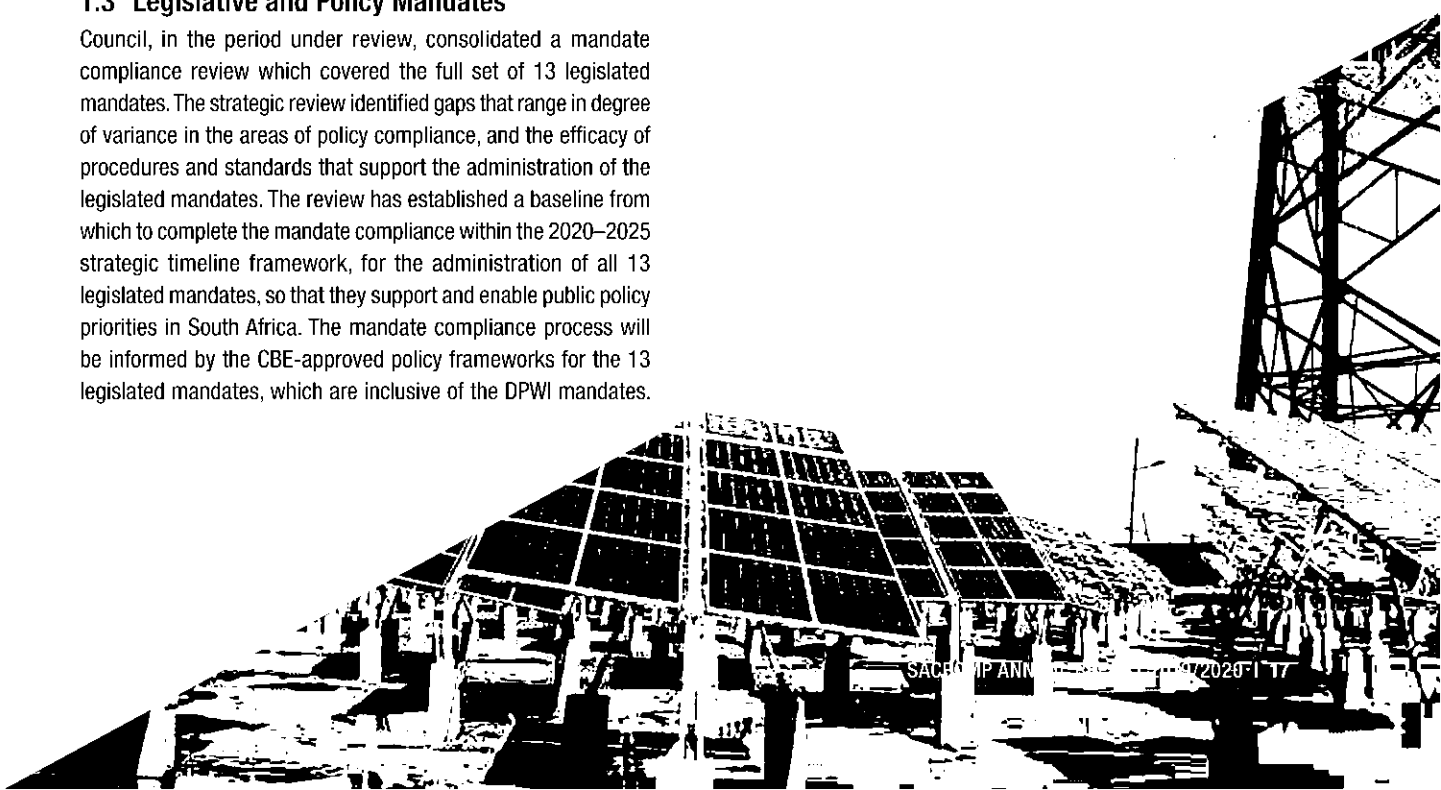 1.3 Legislative and Policy Mandates
Council, in the period under review, consolidated a mandate
compliance review which covered the full set of 13 legislated
mandates. The strategic review identified gaps that range in degree
of variance in the areas of policy compliance, and the efficacy of
procedures and standards that support the administration of the
legislated mandates. The review has established a baseline from
which to complete the mandate compliance within the 2020–2025
strategic timeline framework, for the administration of all 13
legislated mandates, so that they support and enable public policy
priorities in South Africa. The mandate compliance process will
be informed by the CBE-approved policy frameworks for the 13
legislated mandates, which are inclusive of the DPWI mandates.
17